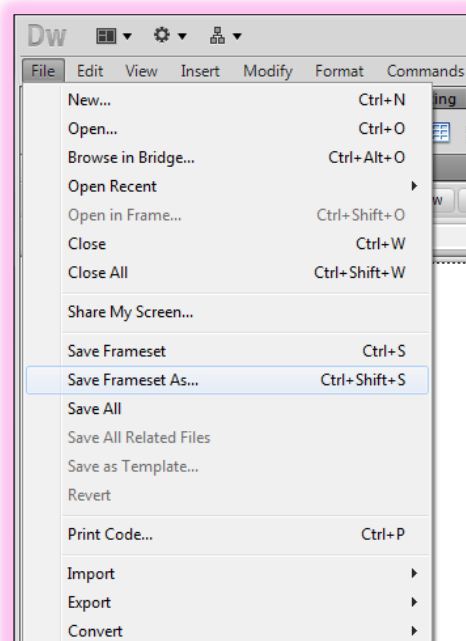 Dw
File Edit View Insert Modify Format Commands
New... Ctrl+N
ing
Open... Ctrl+O
Browse in Bridge... Ctrl+Alt+O
Open Recent
w
Open in Frame... Ctrl+Shift+O
Close Ctrl+W
Close All Ctrl+Shift+W
Share My Screen...
Save Frameset Ctrl+S
Save Frameset As... Ctrl+Shift+S
Save All
Save All Related Files
Save as Template...
Revert
Print Code... Ctrl+P
Import
Export
Convert